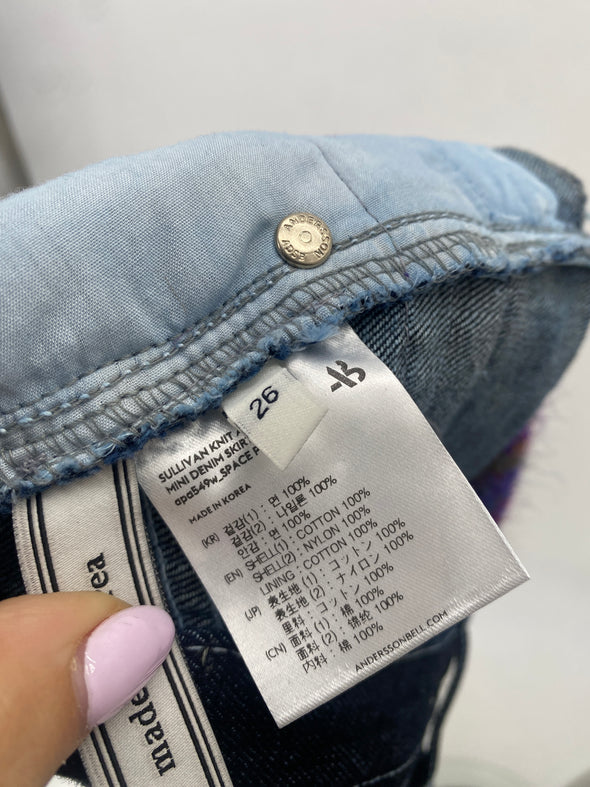 ANDERSSON
26
SULLIVAN KNIT
MINI DENIM SKIR
apa549w_SPACE P
MADE IN KOREA
(KR) 겉감(1) : 면 100%
겉감(2) : 나일론 100%
안감 : 면 100%
(EN) SHELL(1) : COTTON 100%
SHELL(2) : NYLON 100%
LINING : COTTON 100%
(JP) 表生地 (1) : コットン 100%
表生地 (2) : ナイロン 100%
里料 : コットン 100%
(CN) 面料 (1) : 棉 100%
面料 (2) : 锦纶 100%
内料 : 棉 100%
ANDERSSONBELL.COM
made
ea